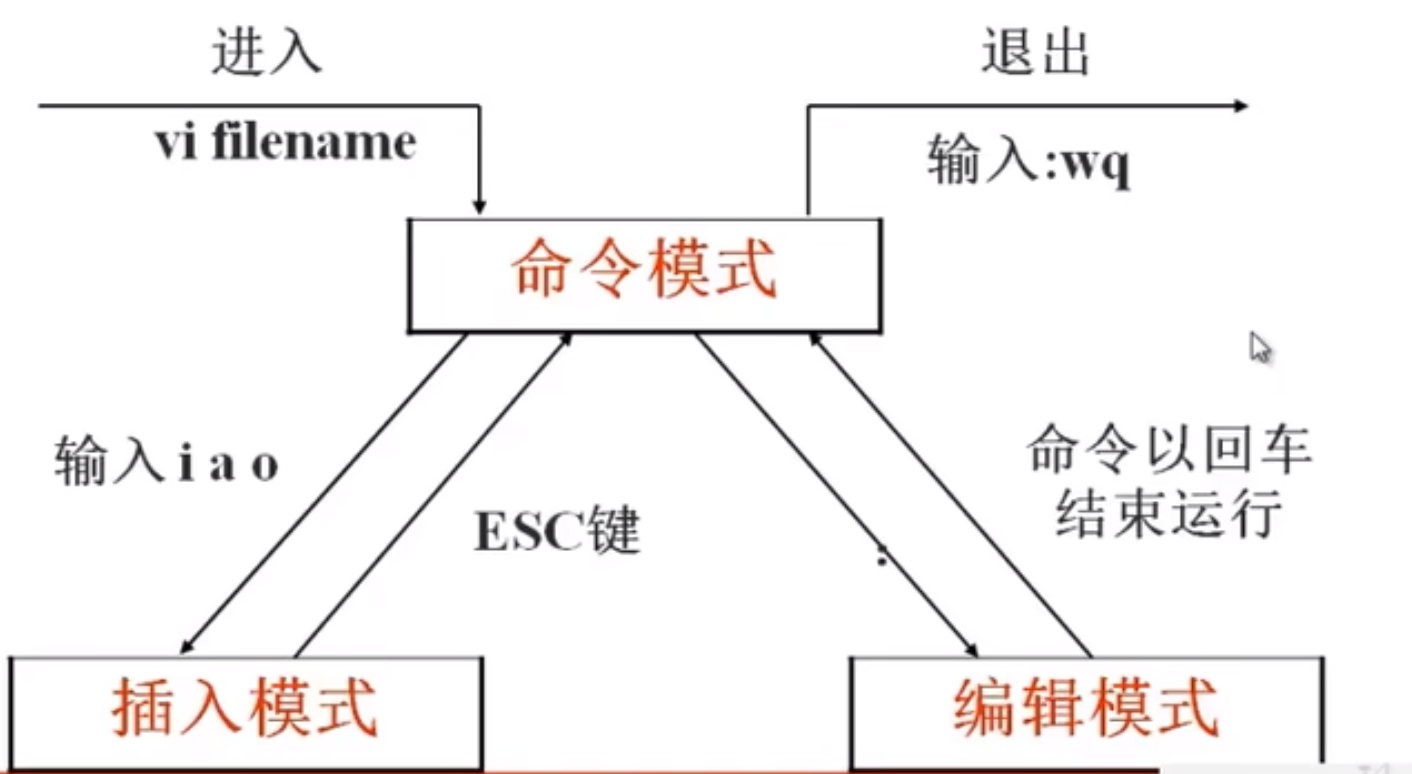 进入
退出
vi filename
输入:wq
命令模式
输入 i a o
ESC键
:
命令以回车
结束运行
插入模式
编辑模式